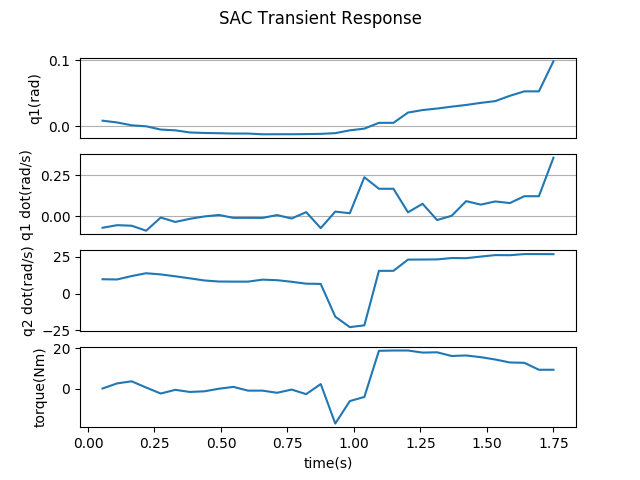 SAC Transient Response
0.1
0.0
q1(rad)
0.25
0.00
q1 dot(rad/s)
25
0
−25
q2 dot(rad/s)
20
0
torque(Nm)
0.00 0.25 0.50 0.75 1.00 1.25 1.50 1.75
time(s)